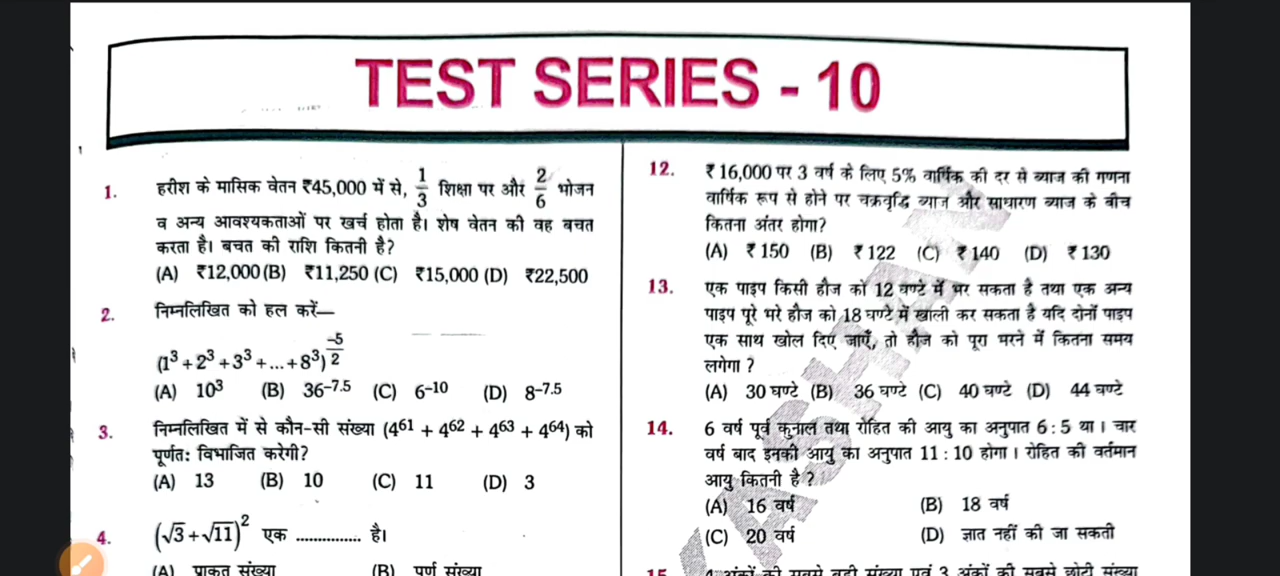 TEST SERIES - 10
1. हरीश के मासिक वेतन ₹45,000 में से, 1/3 शिक्षा पर और 2/6 भोजन
व अन्य आवश्यकताओं पर खर्च होता है। शेष वेतन की वह बचत
करता है। बचत की राशि कितनी है?
(A) ₹12,000 (B) ₹11,250 (C) ₹15,000 (D) ₹22,500
2. निम्नलिखित को हल करें—
(1³ + 2³ + 3³ + ... + 8³)^(-5/2)
(A) 10³ (B) 36^(-7.5) (C) 6^(-10) (D) 8^(-7.5)
3. निम्नलिखित में से कौन-सी संख्या (4⁶¹ + 4⁶² + 4⁶³ + 4⁶⁴) को
पूर्णत: विभाजित करेगी?
(A) 13 (B) 10 (C) 11 (D) 3
4. (√3 + √11)² एक ............... है।
(A) प्राकृत संख्या (B) पूर्ण संख्या
12. ₹ 16,000 पर 3 वर्ष के लिए 5% वार्षिक की दर से ब्याज की गणना
वार्षिक रूप से होने पर चक्रवृद्धि ब्याज और साधारण ब्याज के बीच
कितना अंतर होगा?
(A) ₹ 150 (B) ₹ 122 (C) ₹ 140 (D) ₹ 130
13. एक पाइप किसी हौज को 12 घण्टे में भर सकता है तथा एक अन्य
पाइप पूरे भरे हौज को 18 घण्टे में खाली कर सकता है यदि दोनों पाइप
एक साथ खोल दिए जाएँ, तो हौज को पूरा भरने में कितना समय
लगेगा ?
(A) 30 घण्टे (B) 36 घण्टे (C) 40 घण्टे (D) 44 घण्टे
14. 6 वर्ष पूर्व कुनाल तथा रोहित की आयु का अनुपात 6 : 5 था। चार
वर्ष बाद इनकी आयु का अनुपात 11 : 10 होगा। रोहित की वर्तमान
आयु कितनी है ?
(A) 16 वर्ष (B) 18 वर्ष
(C) 20 वर्ष (D) ज्ञात नहीं की जा सकती
15. 4 अंकों की सबसे बड़ी संख्या एवं 3 अंकों की सबसे छोटी संख्या